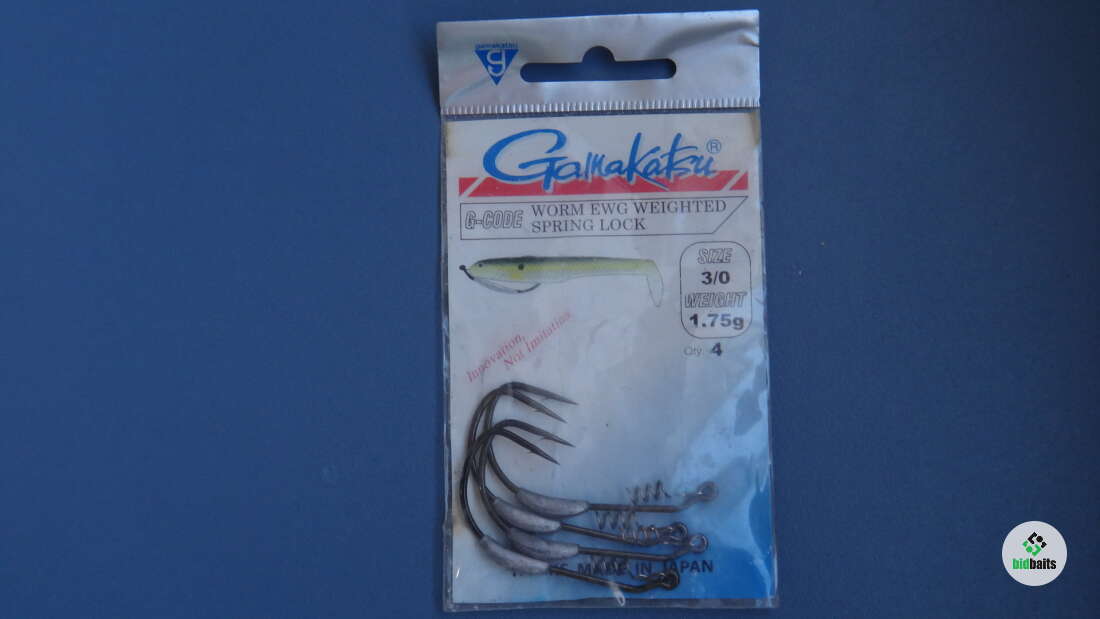 gamakatsu
g
Gamakatsu®
G-CODE WORM EWG WEIGHTED
SPRING LOCK
SIZE
3/0
WEIGHT
1.75g
Qty. 4
Innovation,
Not Imitation
MADE IN JAPAN
bidbaits